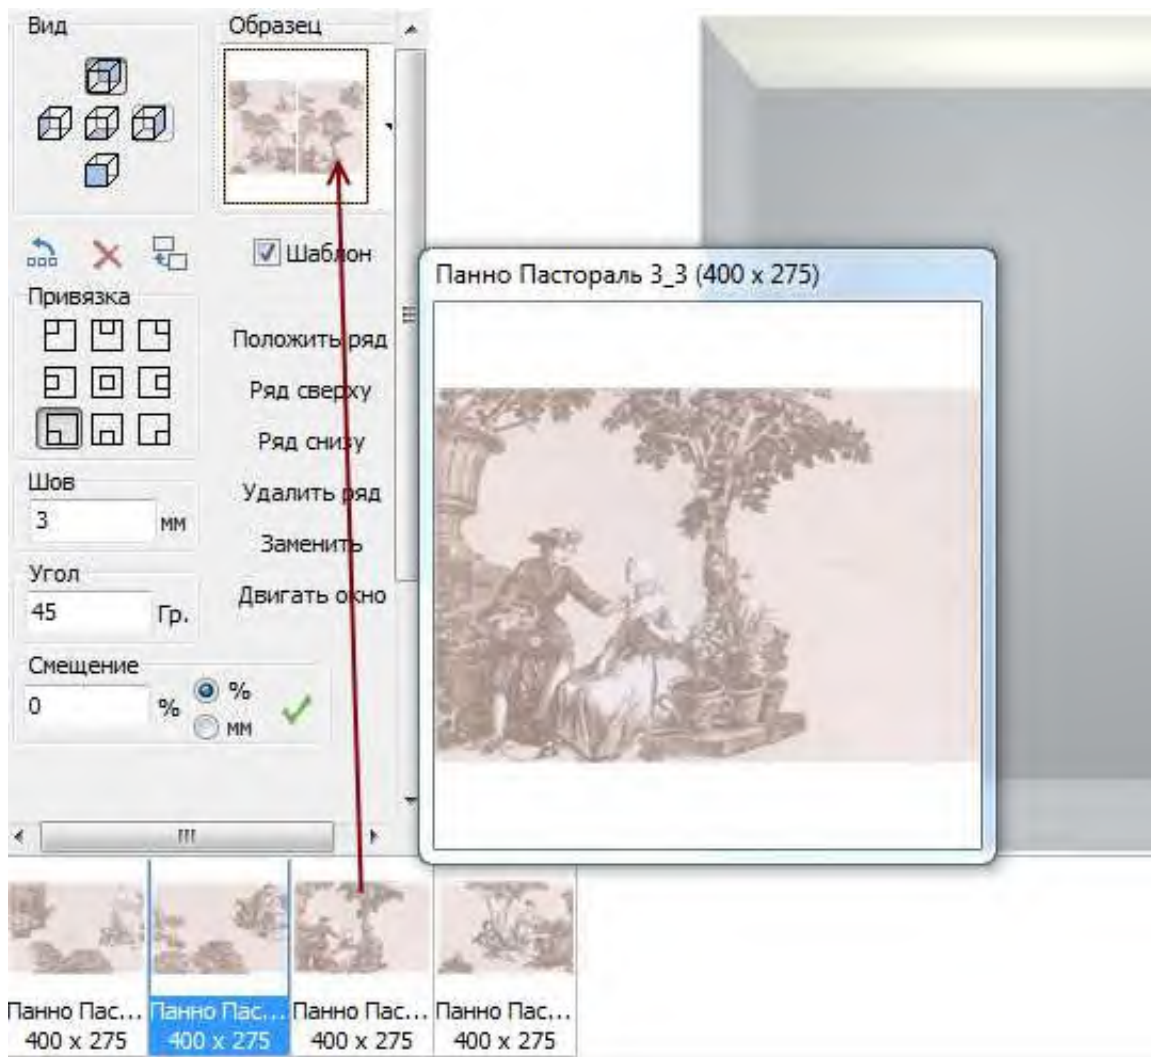 Вид
Образец
Шаблон
Привязка
Положить ряд
Ряд сверху
Ряд снизу
Удалить ряд
Заменить
Двигать окно
Шов
3 мм
Угол
45 Гр.
Смещение
0 % % мм
Панно Пастораль 3_3 (400 x 275)
Панно Пас... Панно Пас... Панно Пас... Панно Пас...
400 x 275 400 x 275 400 x 275 400 x 275